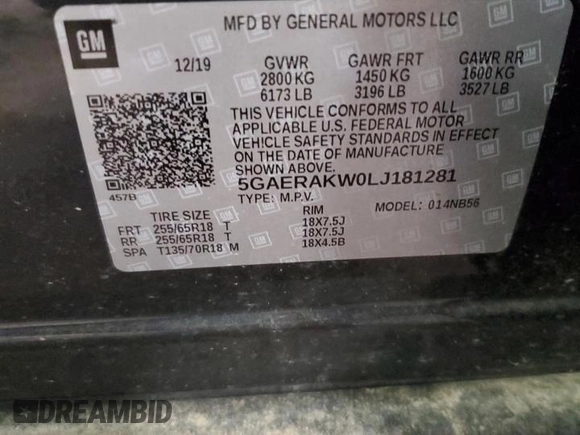 GM
MFD BY GENERAL MOTORS LLC
12/19 GVWR GAWR FRT GAWR RR
2800 KG 1450 KG 1600 KG
6173 LB 3196 LB 3527 LB
THIS VEHICLE CONFORMS TO ALL
APPLICABLE U.S. FEDERAL MOTOR
VEHICLE SAFETY STANDARDS IN EFFECT
ON THE DATE OF MANUFACTURE
SHOWN ABOVE.
5GAERAKW0LJ181281
457B TYPE: M.P.V. MODEL: 014NB56
TIRE SIZE RIM
FRT 255/65R18 T 18X7.5J
RR 255/65R18 T 18X7.5J
SPA T135/70R18 M 18X4.5B
DREAMBID